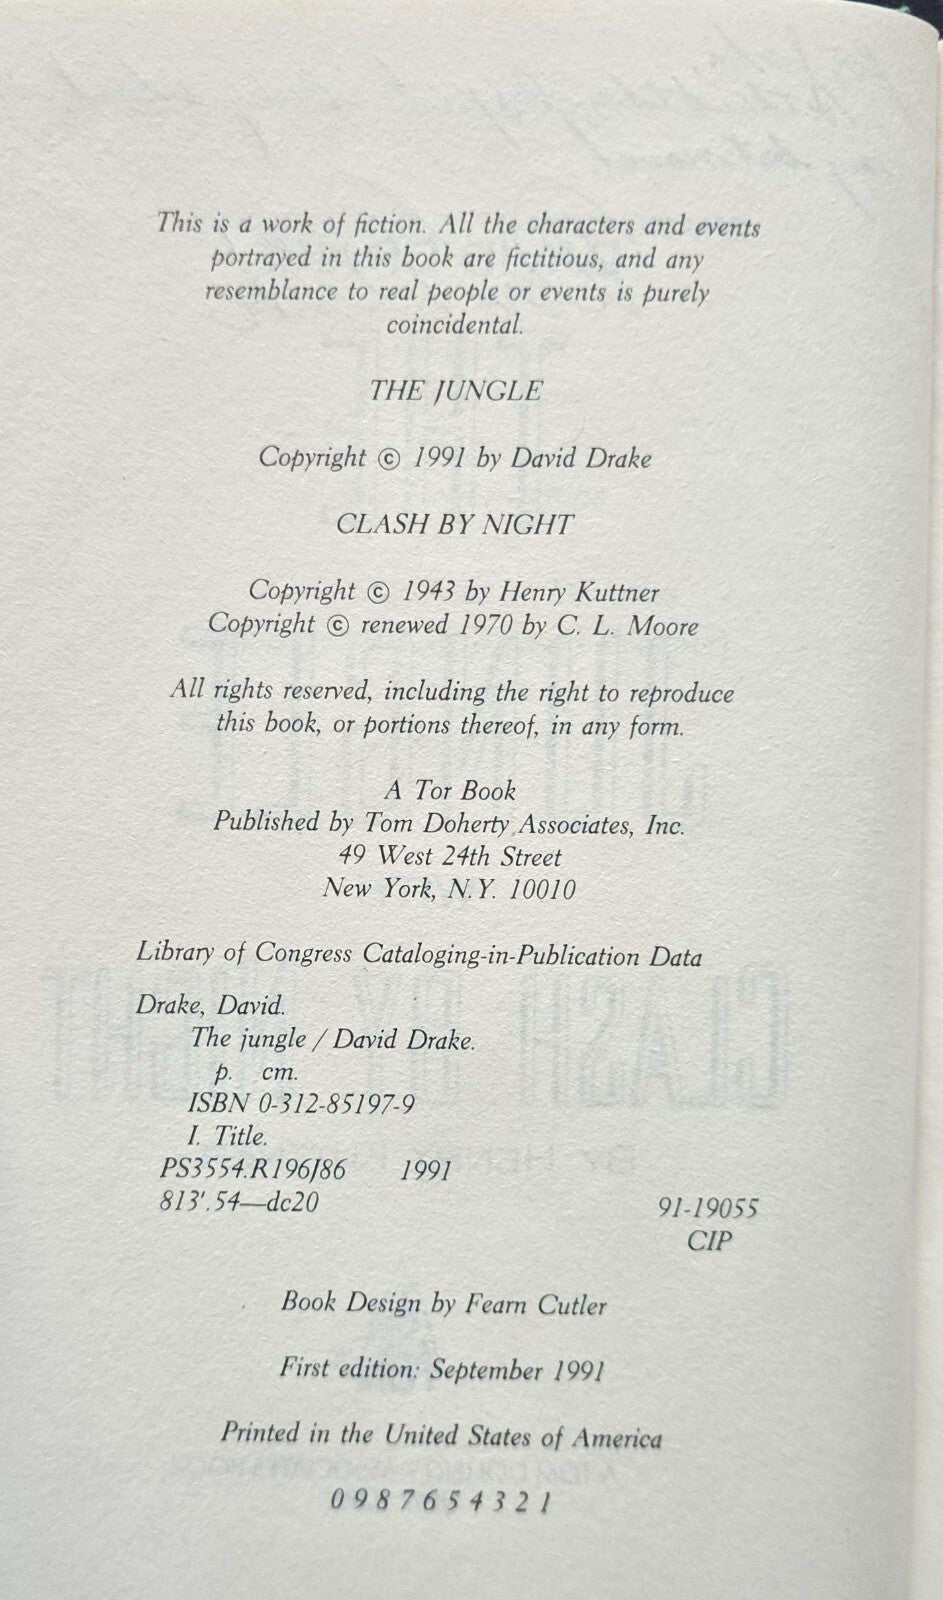 This is a work of fiction. All the characters and events
portrayed in this book are fictitious, and any
resemblance to real people or events is purely
coincidental.
THE JUNGLE
Copyright © 1991 by David Drake
CLASH BY NIGHT
Copyright © 1943 by Henry Kuttner
Copyright © renewed 1970 by C. L. Moore
All rights reserved, including the right to reproduce
this book, or portions thereof, in any form.
A Tor Book
Published by Tom Doherty Associates, Inc.
49 West 24th Street
New York, N.Y. 10010
Library of Congress Cataloging-in-Publication Data
Drake, David.
The jungle / David Drake.
p. cm.
ISBN 0-312-85197-9
I. Title.
PS3554.R196J86 1991
813'.54—dc20
91-19055
CIP
Book Design by Fearn Cutler
First edition: September 1991
Printed in the United States of America
0 9 8 7 6 5 4 3 2 1